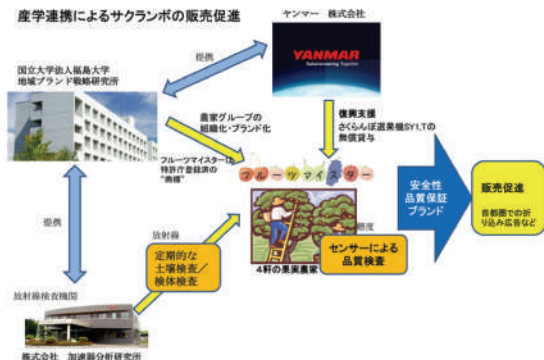 産学連携によるサクランボの販売促進
ヤンマー 株式会社
YANMAR
提携
国立大学法人福島大学
地域ブランド戦略研究所
農家グループの
組織化・ブランド化
復興支援
さくらんぼ選果機SY1,Tの
無償貸与
フルーツマイスターは
特許庁登録済の
"商標"
フルーツマイスター
安全性
品質保証
ブランド
販売促進
首都圏での折
り込み広告など
提携
放射線
定期的な
土壌検査/
検体検査
糖度
センサーによる
品質検査
4軒の果実農家
放射線検査機関
株式会社 加速器分析研究所